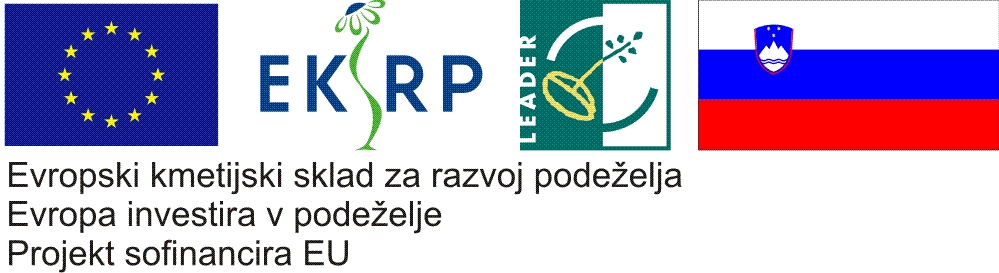 EKSRP
LEADER
Evropski kmetijski sklad za razvoj podeželja
Evropa investira v podeželje
Projekt sofinancira EU